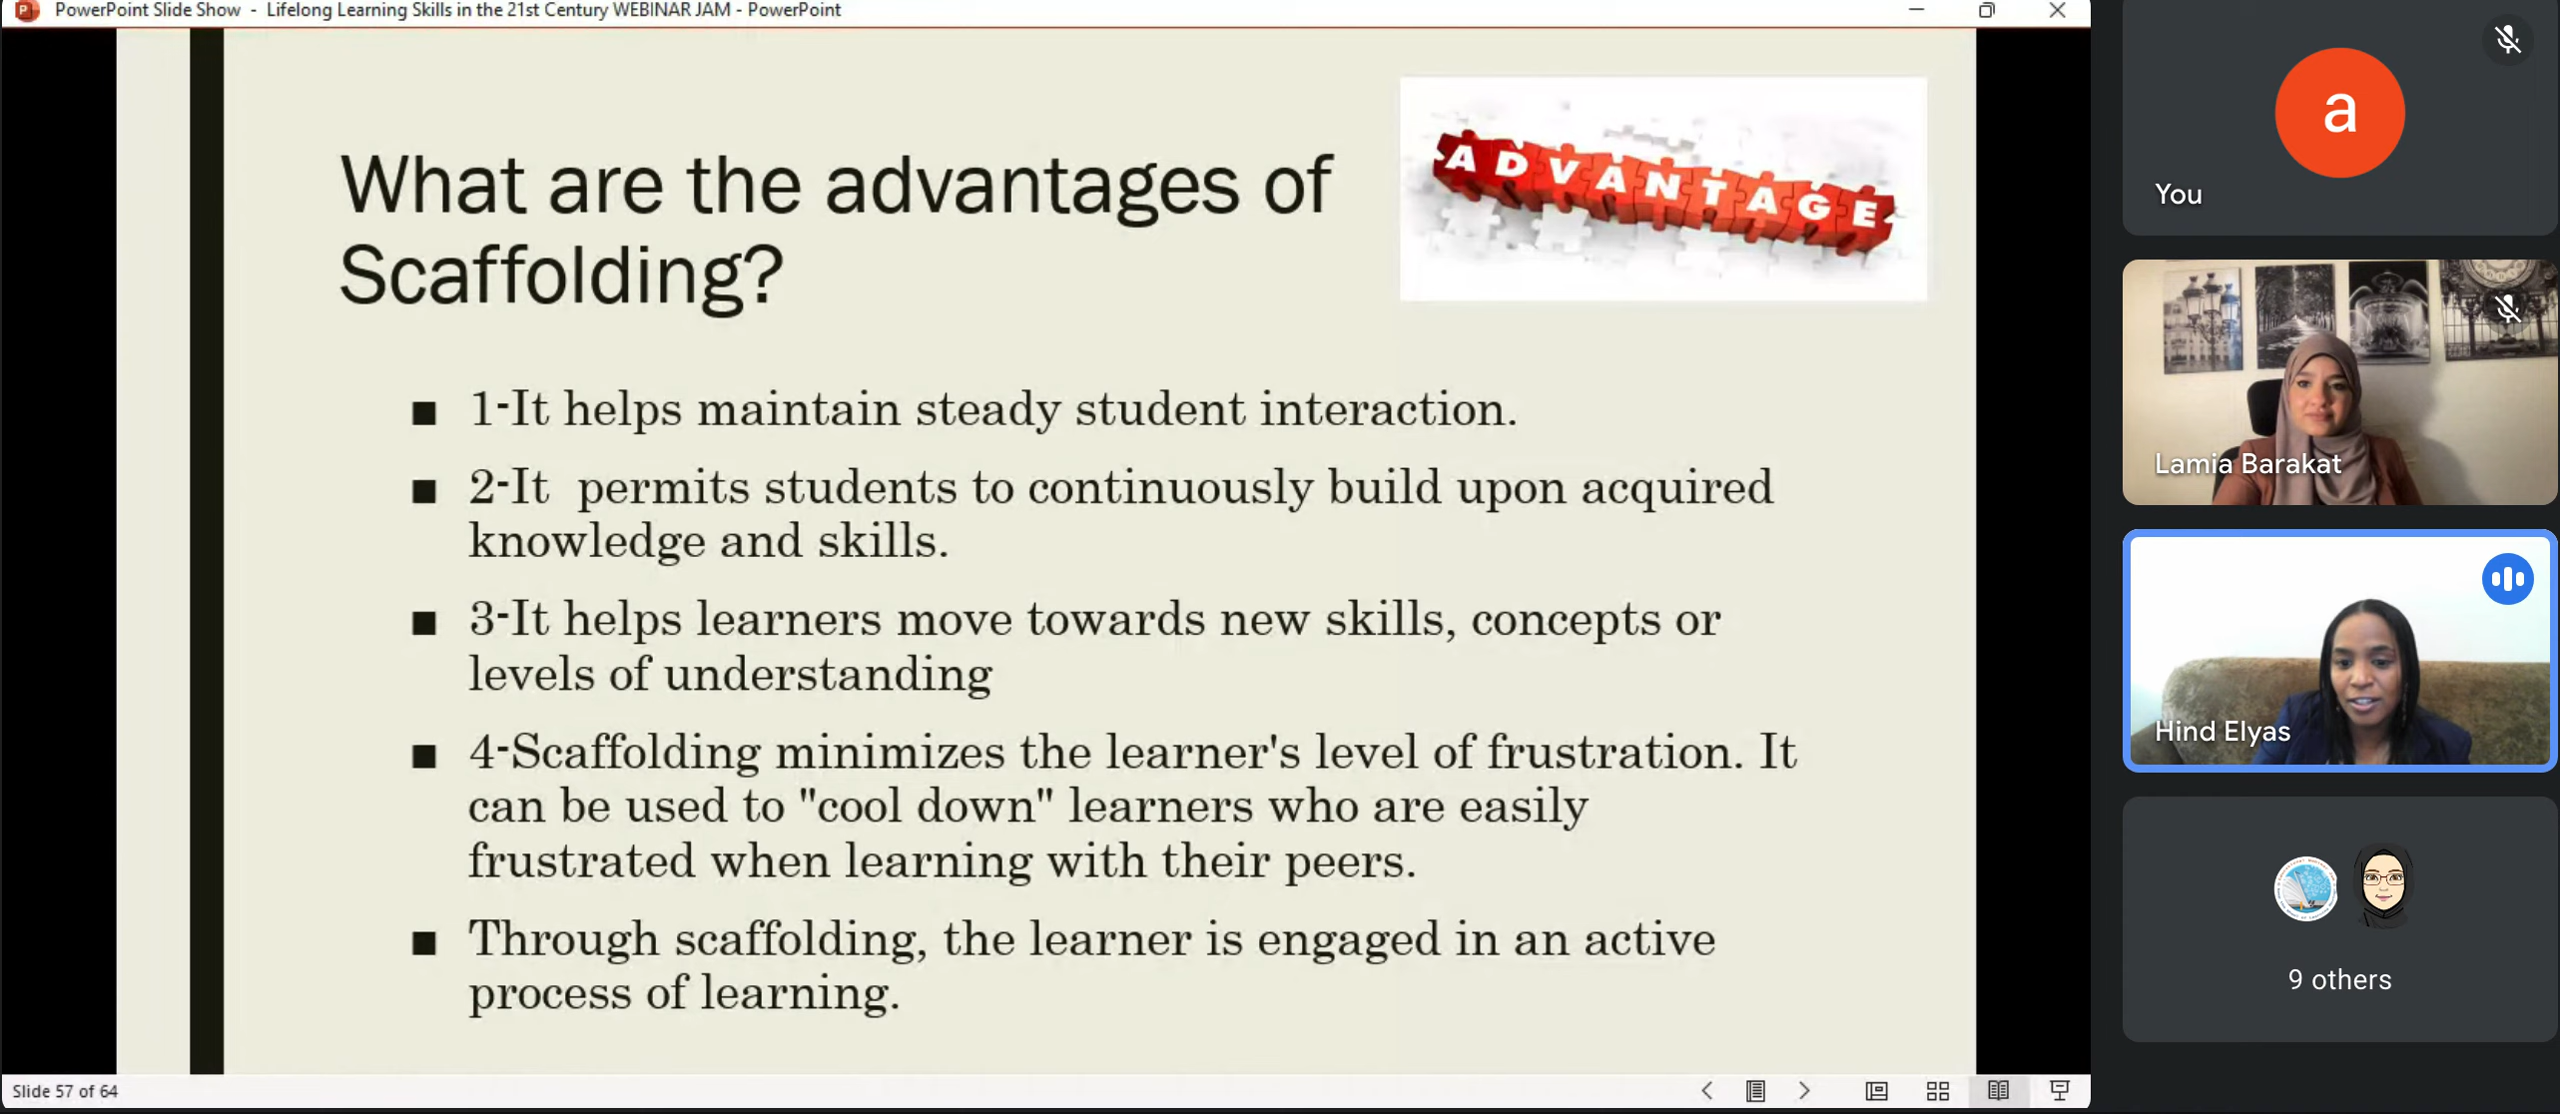 PowerPoint Slide Show - Lifelong Learning Skills in the 21st Century WEBINAR JAM - PowerPoint
What are the advantages of
Scaffolding?
ADVANTAGE
■ 1-It helps maintain steady student interaction.
■ 2-It permits students to continuously build upon acquired
knowledge and skills.
■ 3-It helps learners move towards new skills, concepts or
levels of understanding
■ 4-Scaffolding minimizes the learner's level of frustration. It
can be used to "cool down" learners who are easily
frustrated when learning with their peers.
■ Through scaffolding, the learner is engaged in an active
process of learning.
Slide 57 of 64
a
You
Lamia Barakat
Hind Elyas
9 others